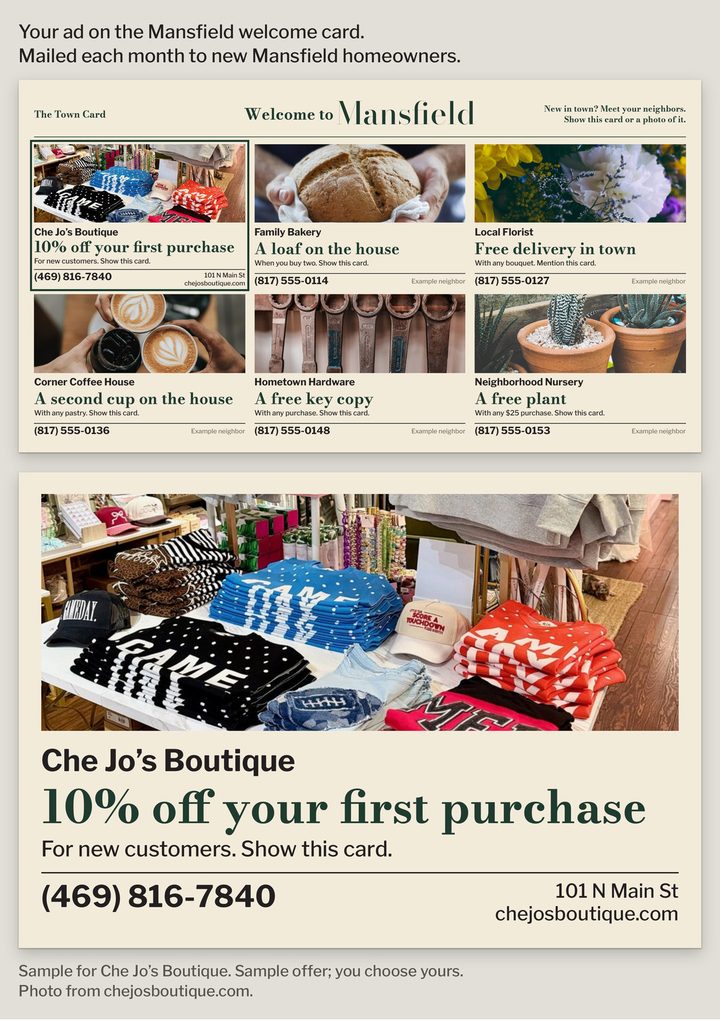 Your ad on the Mansfield welcome card.
Mailed each month to new Mansfield homeowners.
The Town Card
Welcome to Mansfield
New in town? Meet your neighbors.
Show this card or a photo of it.
Che Jo's Boutique
10% off your first purchase
For new customers. Show this card.
(469) 816-7840
101 N Main St
chejosboutique.com
Family Bakery
A loaf on the house
When you buy two. Show this card.
(817) 555-0114
Example neighbor
Local Florist
Free delivery in town
With any bouquet. Mention this card.
(817) 555-0127
Example neighbor
Corner Coffee House
A second cup on the house
With any pastry. Show this card.
(817) 555-0136
Example neighbor
Hometown Hardware
A free key copy
With any purchase. Show this card.
(817) 555-0148
Example neighbor
Neighborhood Nursery
A free plant
With any $25 purchase. Show this card.
(817) 555-0153
Example neighbor
GAMEDAY.
GAME
GAME
SCORE A
TOUCHDOWN
Che Jo's Boutique
10% off your first purchase
For new customers. Show this card.
(469) 816-7840
101 N Main St
chejosboutique.com
Sample for Che Jo's Boutique. Sample offer; you choose yours.
Photo from chejosboutique.com.